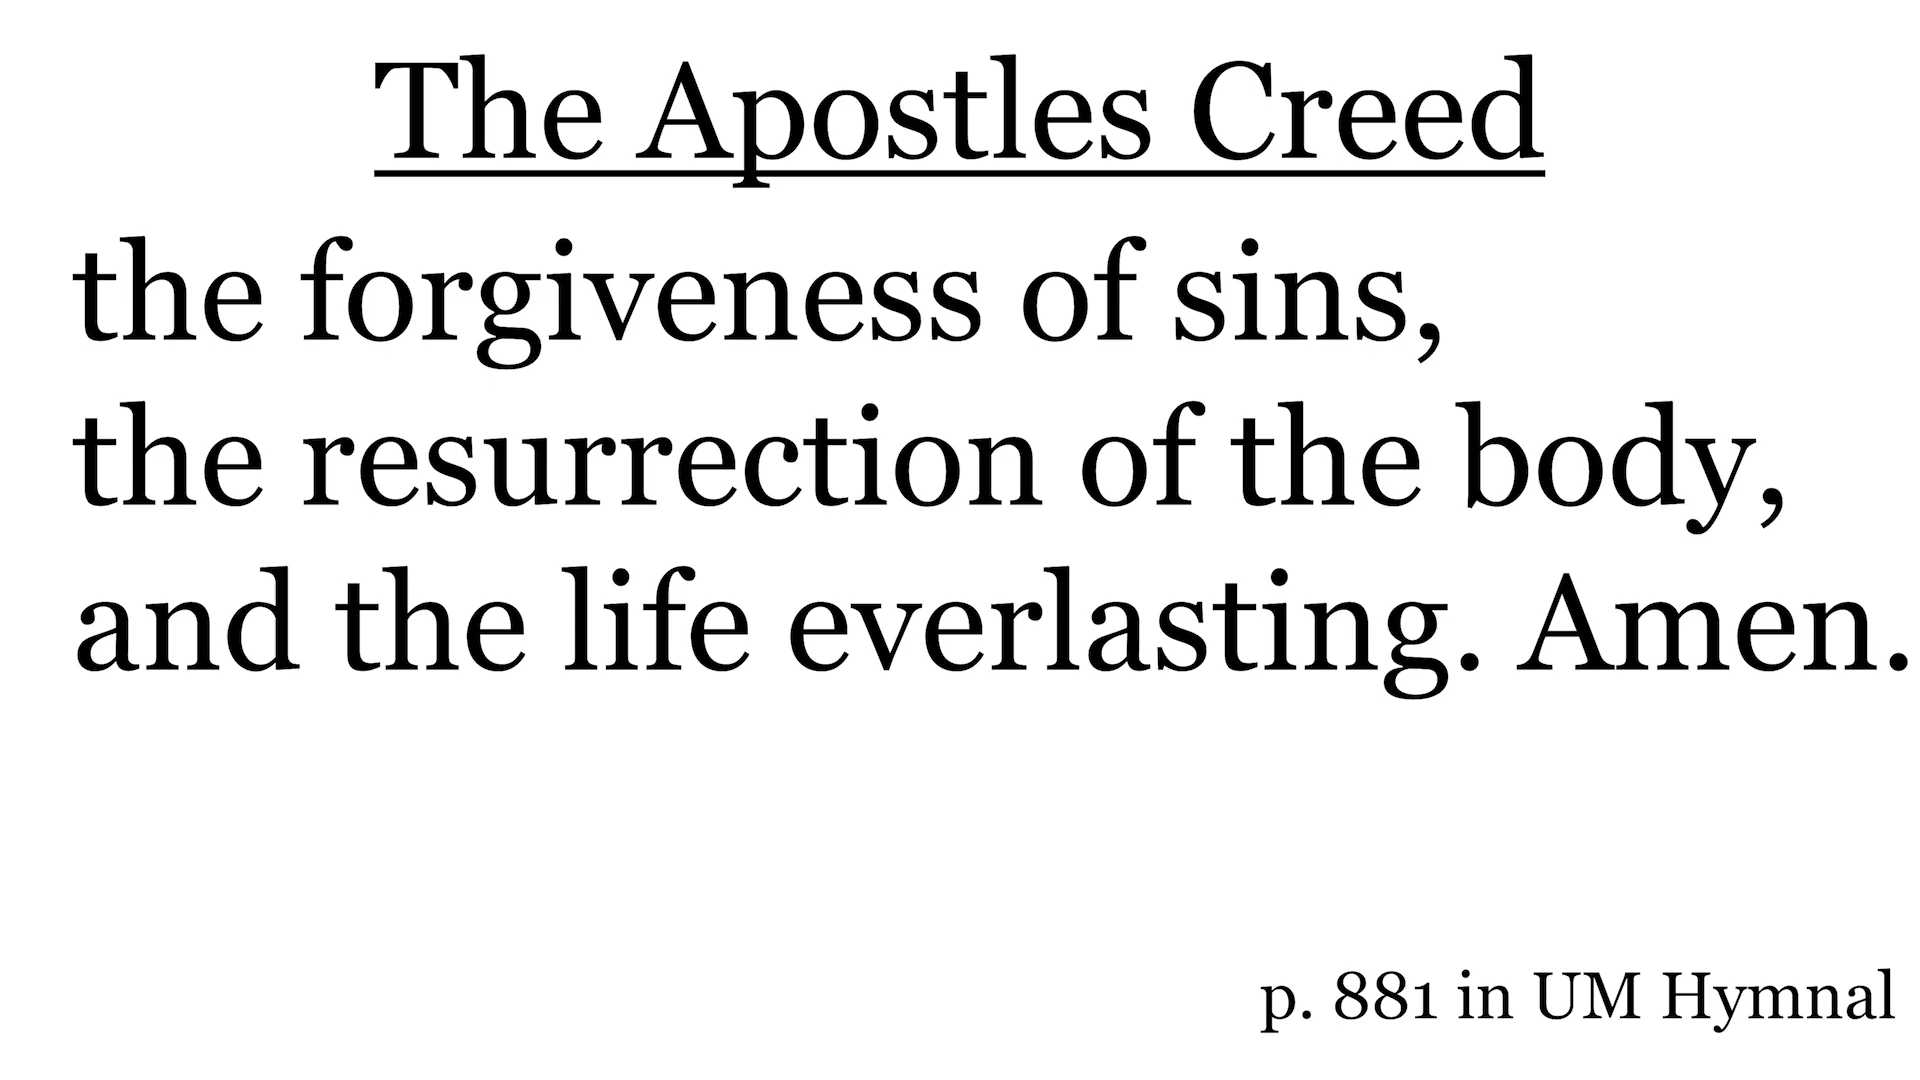 The Apostles Creed
the forgiveness of sins,
the resurrection of the body,
and the life everlasting. Amen.
p. 881 in UM Hymnal